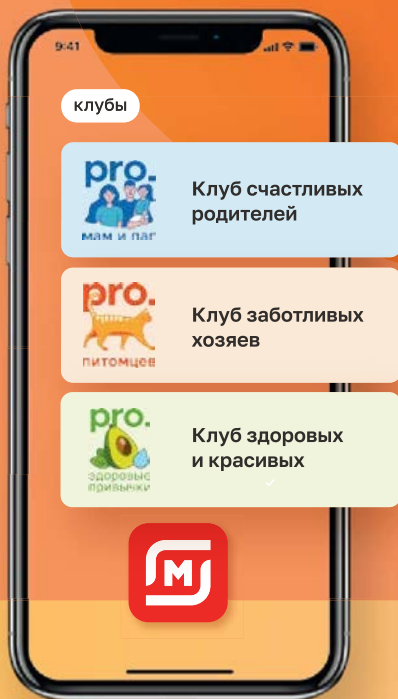 9:41
клубы
pro.
мам и пап
Клуб счастливых
родителей
pro.
питомцев
Клуб заботливых
хозяев
pro.
здоровые
привычки
Клуб здоровых
и красивых
М